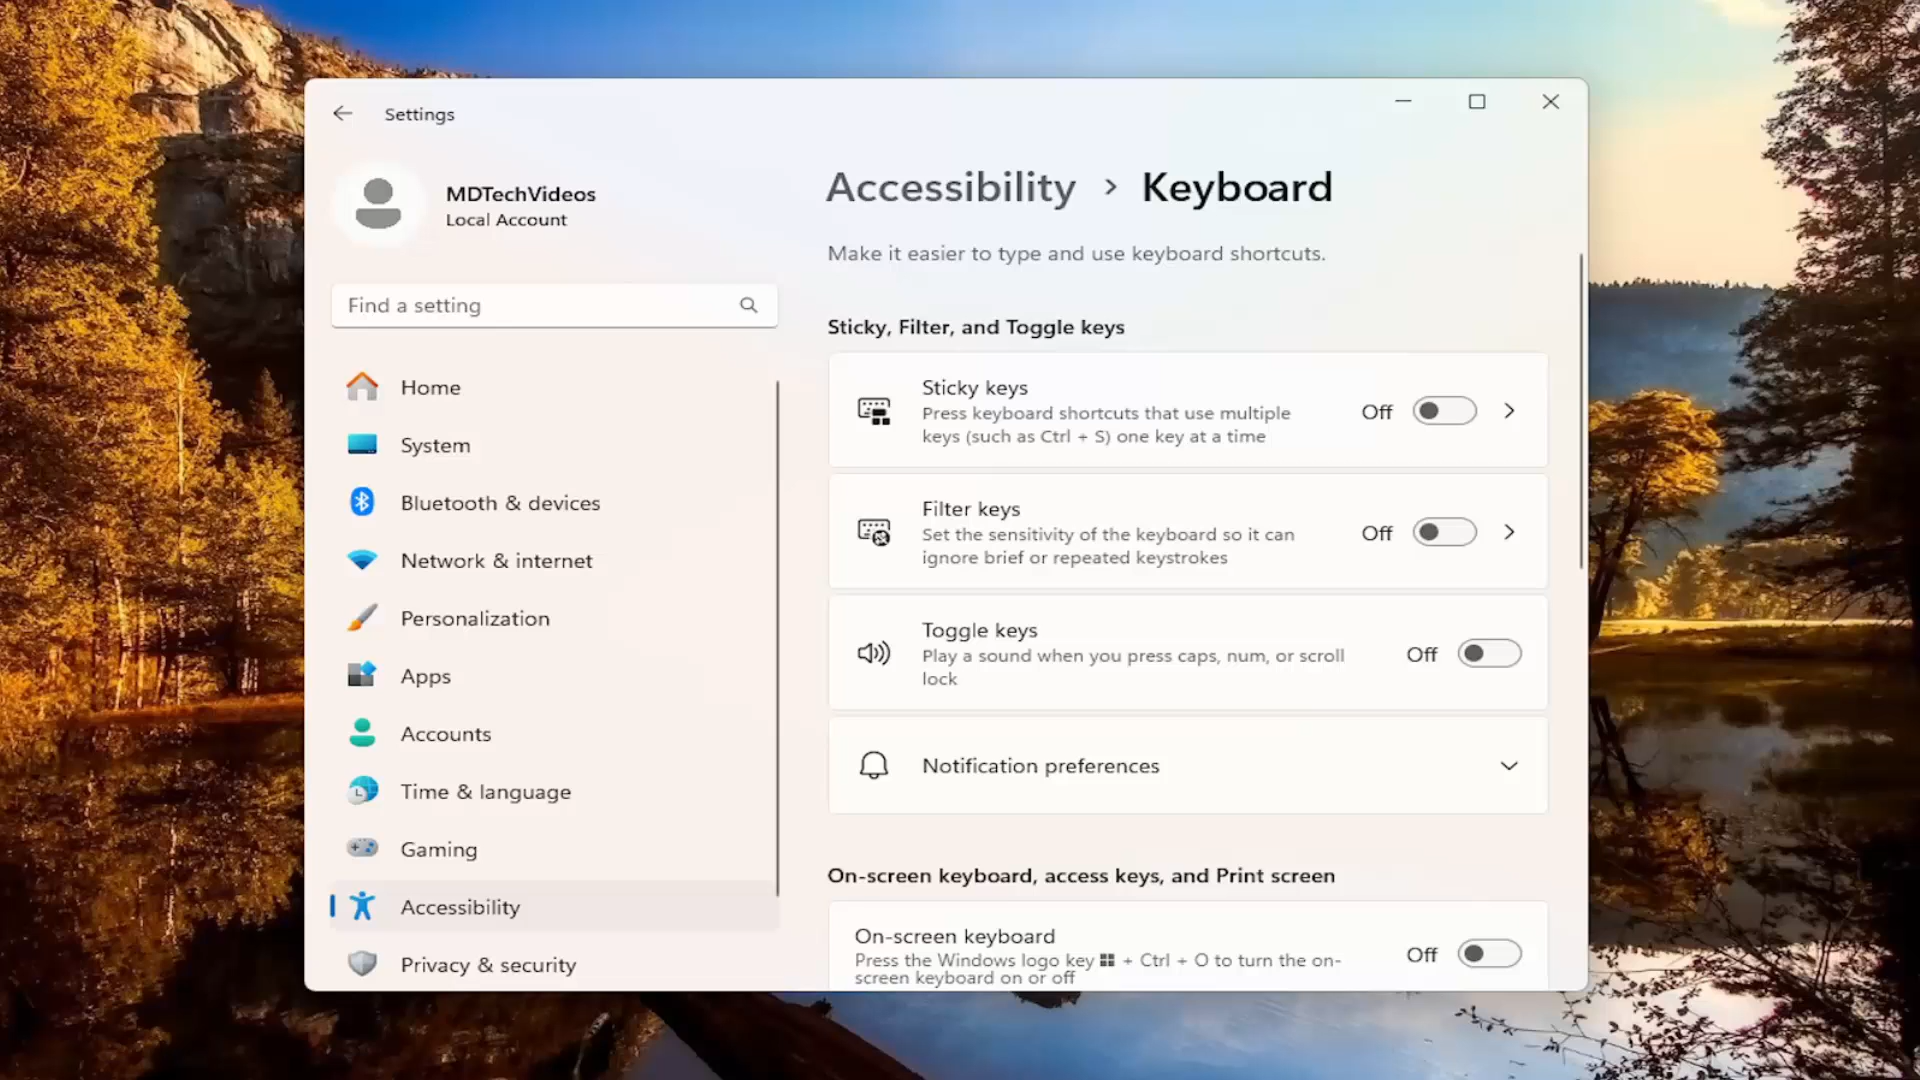 Settings
MDTechVideos
Local Account
Find a setting
Home
System
Bluetooth & devices
Network & internet
Personalization
Apps
Accounts
Time & language
Gaming
Accessibility
Privacy & security
Accessibility > Keyboard
Make it easier to type and use keyboard shortcuts.
Sticky, Filter, and Toggle keys
Sticky keys
Press keyboard shortcuts that use multiple
keys (such as Ctrl + S) one key at a time
Off
Filter keys
Set the sensitivity of the keyboard so it can
ignore brief or repeated keystrokes
Off
Toggle keys
Play a sound when you press caps, num, or scroll
lock
Off
Notification preferences
On-screen keyboard, access keys, and Print screen
On-screen keyboard
Press the Windows logo key + Ctrl + O to turn the on-
screen keyboard on or off
Off